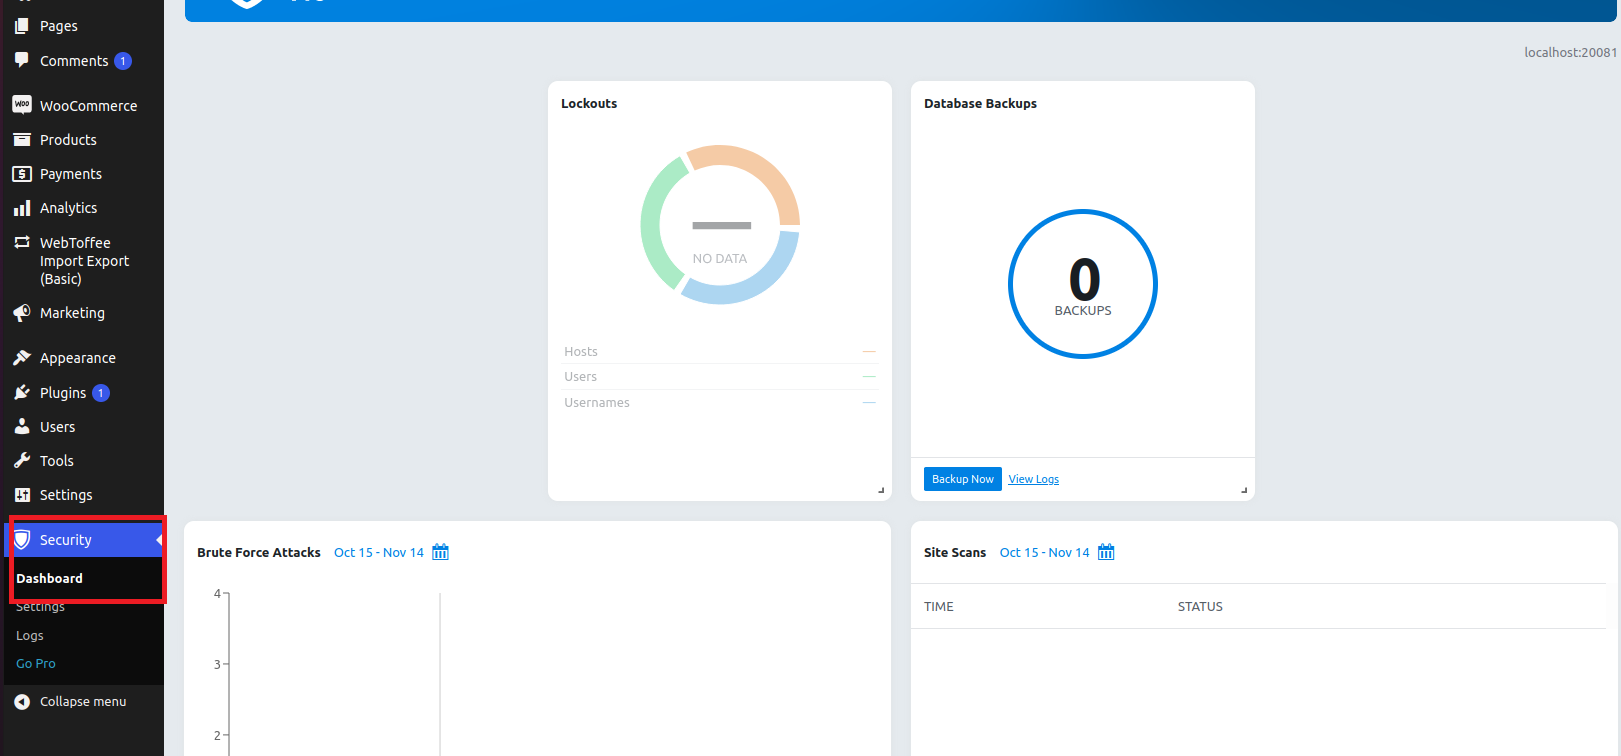 Pages
Comments 1
WOO WooCommerce
Products
Payments
Analytics
WebToffee
Import Export
(Basic)
Marketing
Appearance
Plugins 1
Users
Tools
Settings
Security
Dashboard
Settings
Logs
Go Pro
Collapse menu
localhost:20081
Lockouts
NO DATA
Hosts —
Users —
Usernames —
Database Backups
0
BACKUPS
Backup Now View Logs
Brute Force Attacks Oct 15 - Nov 14
4
3
2
Site Scans Oct 15 - Nov 14
TIME STATUS